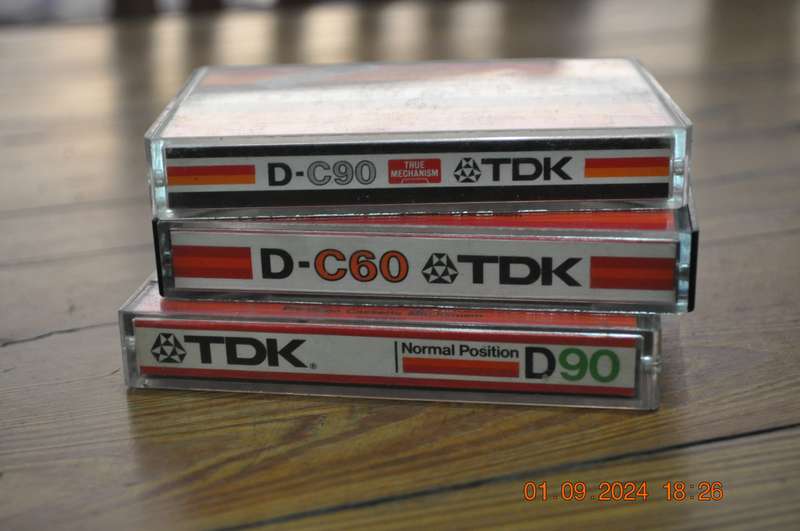 D-C90 TRUE MECHANISM TDK
D-C60 TDK
TDK® Normal Position D90
01.09.2024 18:26